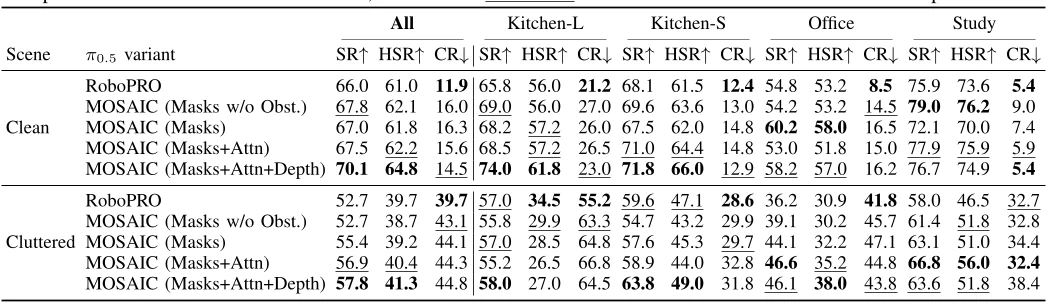 All Kitchen-L Kitchen-S Office Study
Scene π0.5 variant SR↑ HSR↑ CR↓ SR↑ HSR↑ CR↓ SR↑ HSR↑ CR↓ SR↑ HSR↑ CR↓ SR↑ HSR↑ CR↓
RoboPRO 66.0 61.0 11.9 65.8 56.0 21.2 68.1 61.5 12.4 54.8 53.2 8.5 75.9 73.6 5.4
MOSAIC (Masks w/o Obst.) 67.8 62.1 16.0 69.0 56.0 27.0 69.6 63.6 13.0 54.2 53.2 14.5 79.0 76.2 9.0
Clean MOSAIC (Masks) 67.0 61.8 16.3 68.2 57.2 26.0 67.5 62.0 14.8 60.2 58.0 16.5 72.1 70.0 7.4
MOSAIC (Masks+Attn) 67.5 62.2 15.6 68.5 57.2 26.5 71.0 64.4 14.8 53.0 51.8 15.0 77.9 75.9 5.9
MOSAIC (Masks+Attn+Depth) 70.1 64.8 14.5 74.0 61.8 23.0 71.8 66.0 12.9 58.2 57.0 16.2 76.7 74.9 5.4
RoboPRO 52.7 39.7 39.7 57.0 34.5 55.2 59.6 47.1 28.6 36.2 30.9 41.8 58.0 46.5 32.7
MOSAIC (Masks w/o Obst.) 52.7 38.7 43.1 55.8 29.9 63.3 54.7 43.2 29.9 39.1 30.2 45.7 61.4 51.8 32.8
Cluttered MOSAIC (Masks) 55.4 39.2 44.1 57.0 28.5 64.8 57.6 45.3 29.7 44.1 32.2 47.1 63.1 51.0 34.4
MOSAIC (Masks+Attn) 56.9 40.4 44.3 55.2 26.5 66.8 58.9 44.0 32.8 46.6 35.2 44.8 66.8 56.0 32.4
MOSAIC (Masks+Attn+Depth) 57.8 41.3 44.8 58.0 27.0 64.5 63.8 49.0 31.8 46.1 38.0 43.8 63.6 51.8 38.4